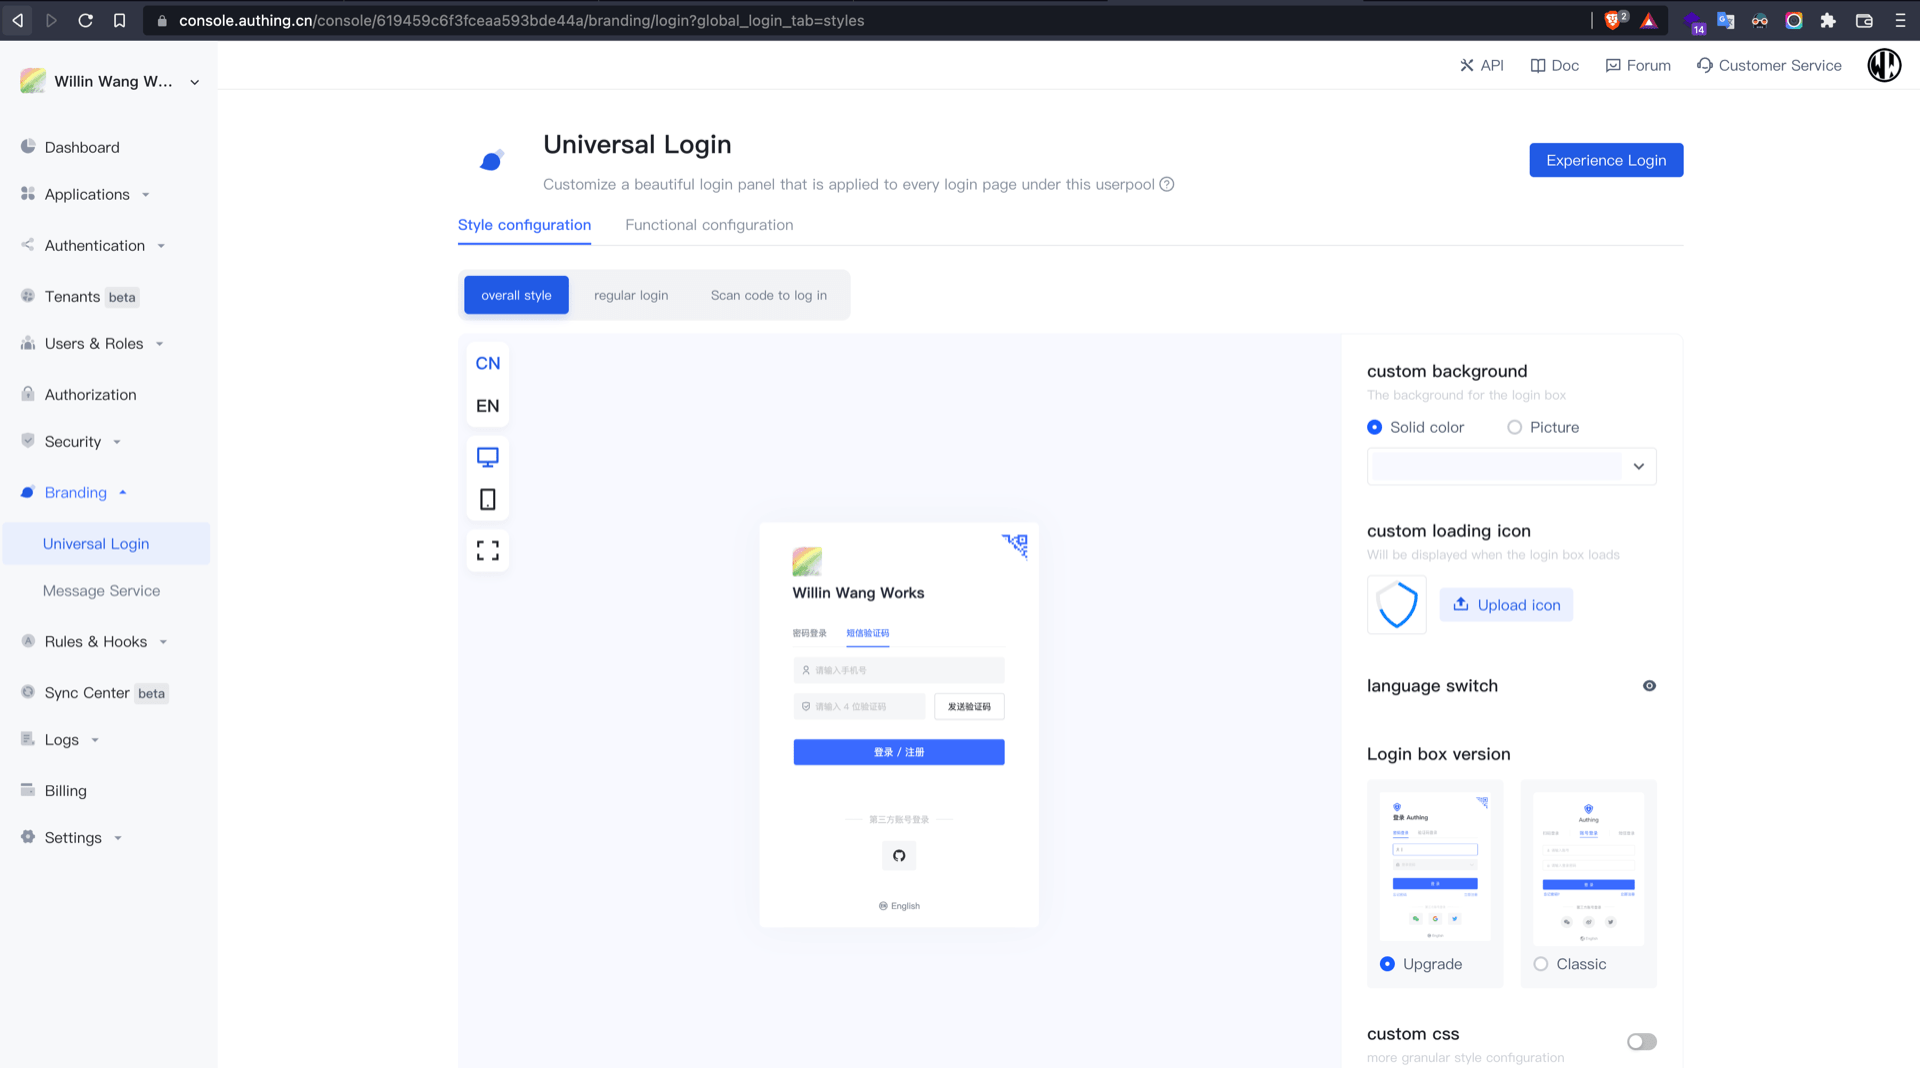 console.authing.cn/console/619459c6f3fceaa593bde44a/branding/login?global_login_tab=styles
2
14
Willin Wang W...
API
Doc
Forum
Customer Service
Dashboard
Applications
Authentication
Tenants beta
Users & Roles
Authorization
Security
Branding
Universal Login
Message Service
Rules & Hooks
Sync Center beta
Logs
Billing
Settings
Universal Login
Customize a beautiful login panel that is applied to every login page under this userpool
Experience Login
Style configuration
Functional configuration
overall style
regular login
Scan code to log in
CN
EN
Willin Wang Works
密码登录
短信验证码
请输入手机号
请输入 4 位验证码
发送验证码
登录 / 注册
第三方账号登录
English
custom background
The background for the login box
Solid color
Picture
custom loading icon
Will be displayed when the login box loads
Upload icon
language switch
Login box version
登录 Authing
Authing
Upgrade
Classic
custom css
more granular style configuration